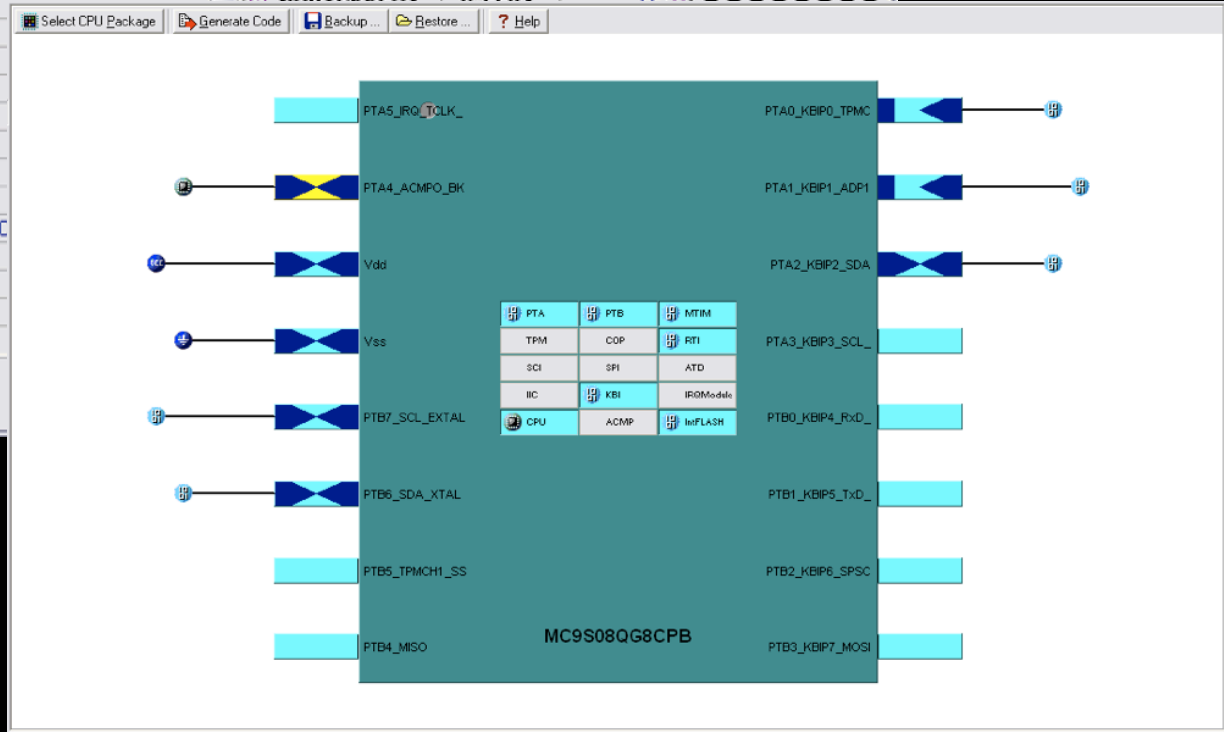 Select CPU Package Generate Code Backup ... Restore ... ? Help
PTA5_IRQ_TCLK_ PTA0_KBIP0_TPMC
PTA4_ACMPO_BK PTA1_KBIP1_ADP1
Vdd PTA2_KBIP2_SDA
PTA PTB MTIM
Vss TPM COP RTI PTA3_KBIP3_SCL_
SCI SPI ATD
IIC KBI IRQModule
PTB7_SCL_EXTAL CPU ACMP IntFLASH PTB0_KBIP4_RxD_
PTB6_SDA_XTAL PTB1_KBIP5_TxD_
PTB5_TPMCH1_SS PTB2_KBIP6_SPSC
MC9S08QG8CPB
PTB4_MISO PTB3_KBIP7_MOSI